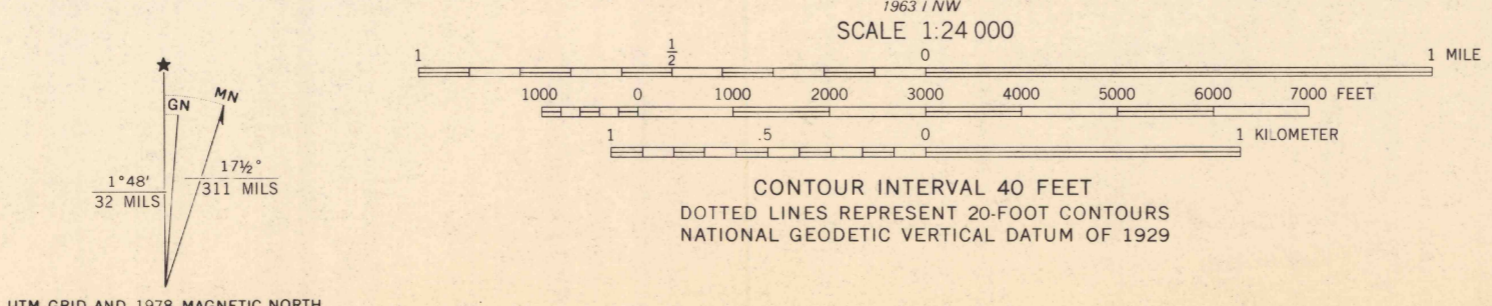 1963 I NW
SCALE 1:24 000
1 ½ 0 1 MILE
1000 0 1000 2000 3000 4000 5000 6000 7000 FEET
1 .5 0 1 KILOMETER
CONTOUR INTERVAL 40 FEET
DOTTED LINES REPRESENT 20-FOOT CONTOURS
NATIONAL GEODETIC VERTICAL DATUM OF 1929
★
GN
MN
1°48'
32 MILS
17½°
311 MILS
UTM GRID AND 1978 MAGNETIC NORTH